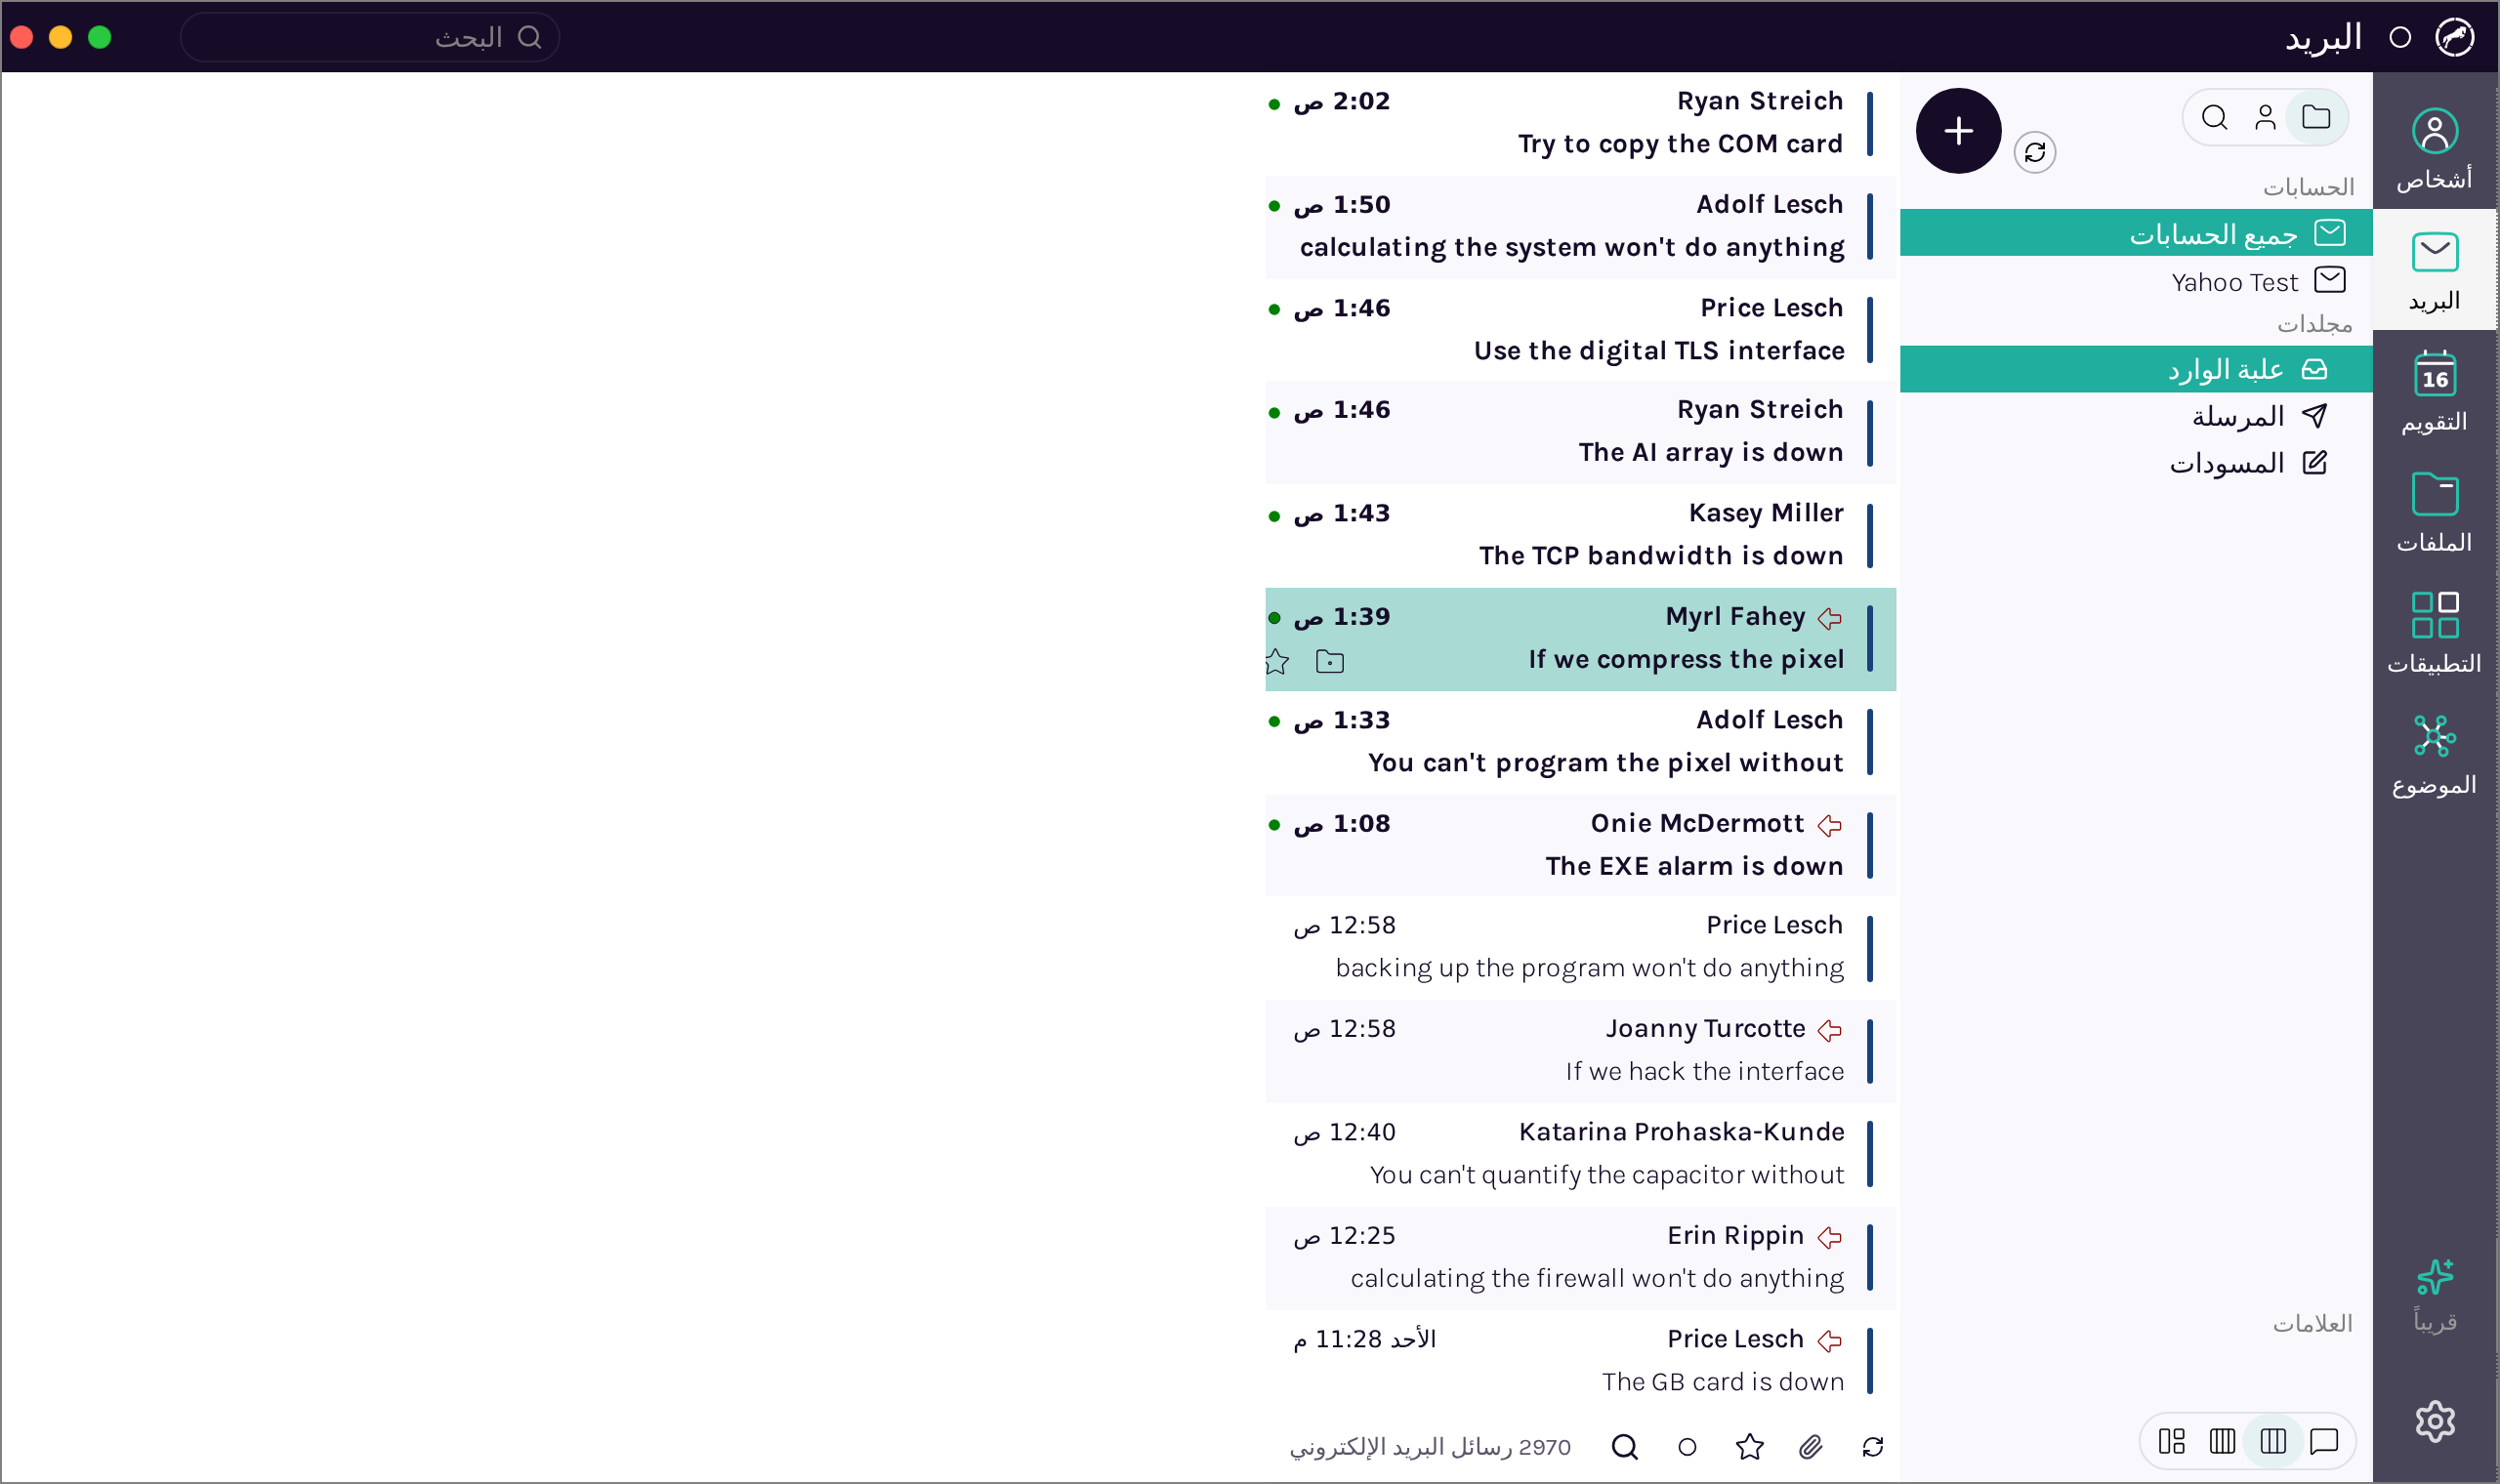 البريد
البحث
أشخاص
البريد
16
التقويم
الملفات
التطبيقات
الموضوع
قريباً
الحسابات
جميع الحسابات
Yahoo Test
مجلدات
علبة الوارد
المرسلة
المسودات
العلامات
Ryan Streich 2:02 ص
Try to copy the COM card
Adolf Lesch 1:50 ص
calculating the system won't do anything
Price Lesch 1:46 ص
Use the digital TLS interface
Ryan Streich 1:46 ص
The AI array is down
Kasey Miller 1:43 ص
The TCP bandwidth is down
Myrl Fahey 1:39 ص
If we compress the pixel
Adolf Lesch 1:33 ص
You can't program the pixel without
Onie McDermott 1:08 ص
The EXE alarm is down
Price Lesch 12:58 ص
backing up the program won't do anything
Joanny Turcotte 12:58 ص
If we hack the interface
Katarina Prohaska-Kunde 12:40 ص
You can't quantify the capacitor without
Erin Rippin 12:25 ص
calculating the firewall won't do anything
Price Lesch الأحد 11:28 م
The GB card is down
2970 رسائل البريد الإلكتروني